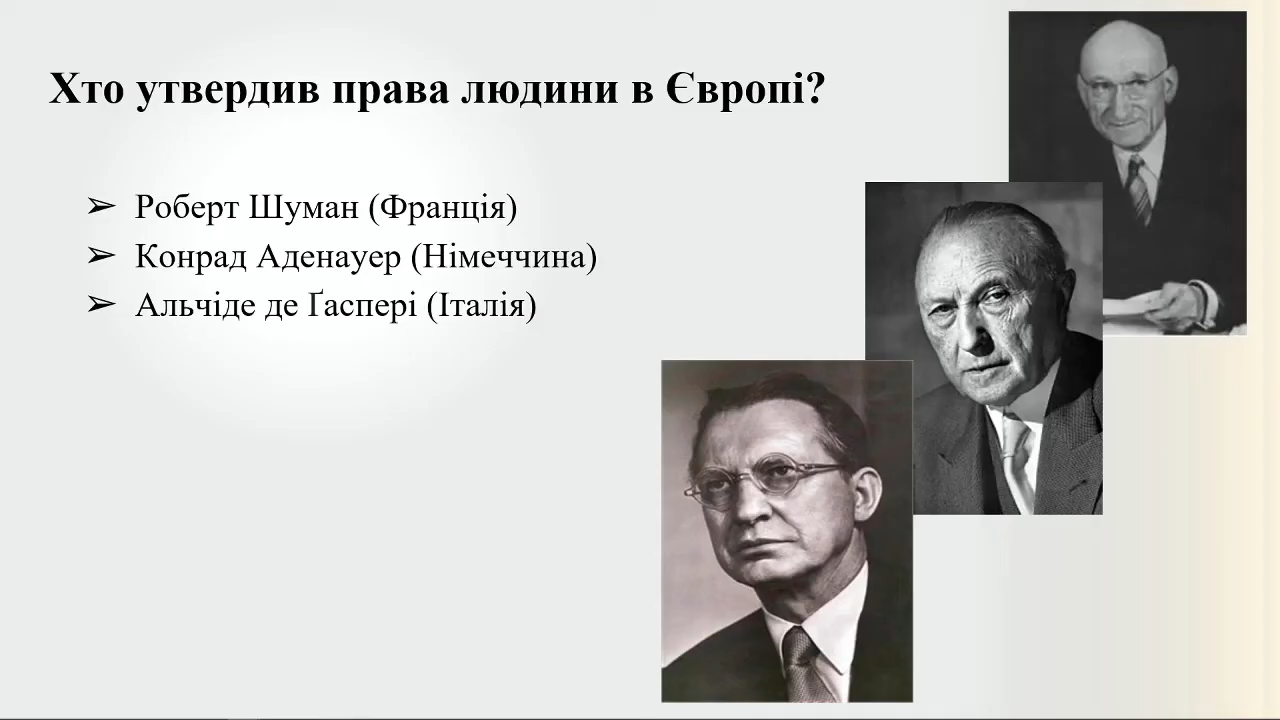 Хто утвердив права людини в Європі?
➢ Роберт Шуман (Франція)
➢ Конрад Аденауер (Німеччина)
➢ Альчіде де Ґаспері (Італія)